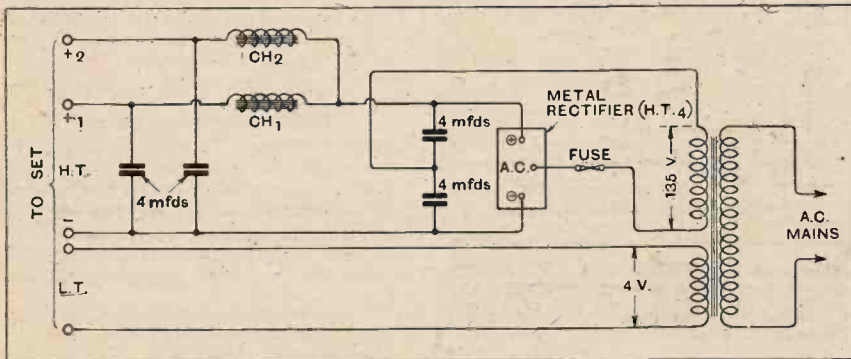 +2
CH2
+1
CH1
METAL
RECTIFIER (H.T.4)
4 mfds
+
A.C.
FUSE
135 V.
H.T.
4 mfds
4 mfds
−
TO SET
−
A.C.
MAINS
L.T.
4 V.